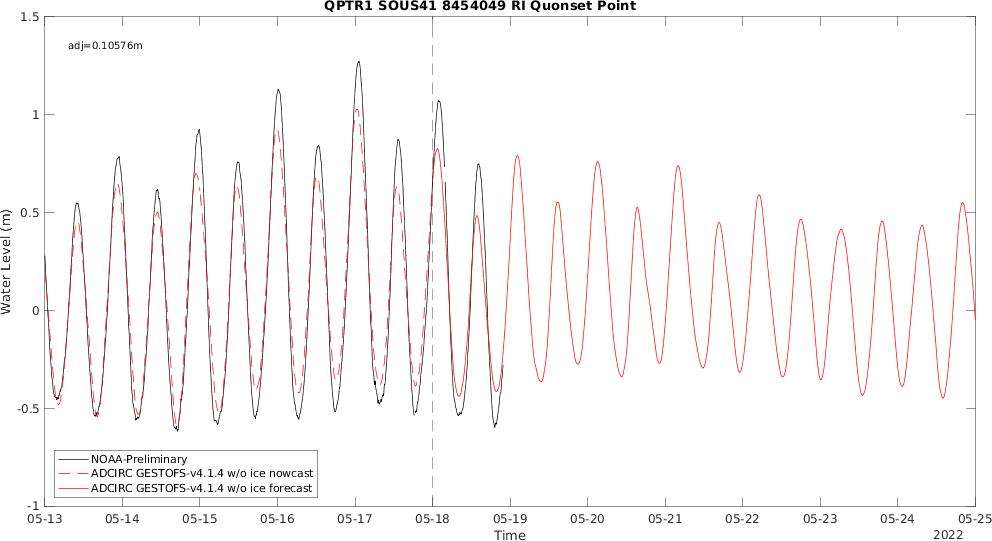 QPTR1 SOUS41 8454049 RI Quonset Point
1.5
adj=0.10576m
1
0.5
0
-0.5
-1
Water Level (m)
NOAA-Preliminary
ADCIRC GESTOFS-v4.1.4 w/o ice nowcast
ADCIRC GESTOFS-v4.1.4 w/o ice forecast
05-13 05-14 05-15 05-16 05-17 05-18 05-19 05-20 05-21 05-22 05-23 05-24 05-25
Time
2022